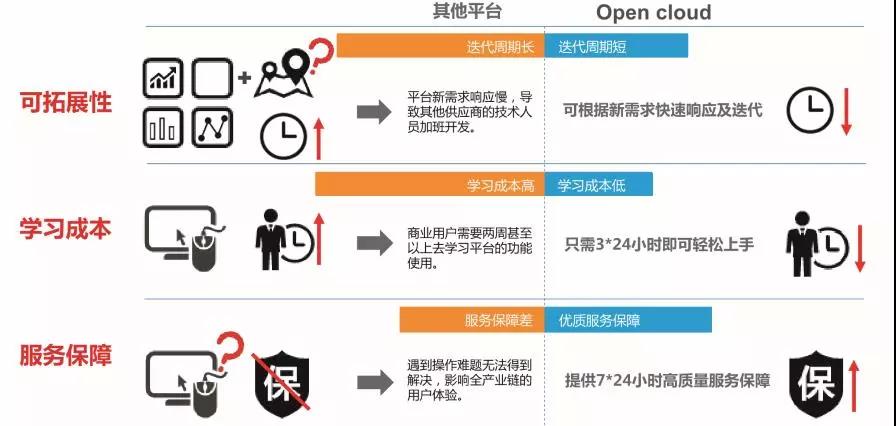 其他平台
Open cloud
迭代周期长
迭代周期短
可拓展性
平台新需求响应慢，导
致其他供应商的技术人
员加班开发。
可根据新需求快速响应及迭代
学习成本高
学习成本低
学习成本
商业用户需要两周甚至
以上去学习平台的功能
使用。
只需3*24小时即可轻松上手
服务保障差
优质服务保障
服务保障
保
遇到操作难题无法得到
解决，影响全产业链的
用户体验。
提供7*24小时高质量服务保障
保